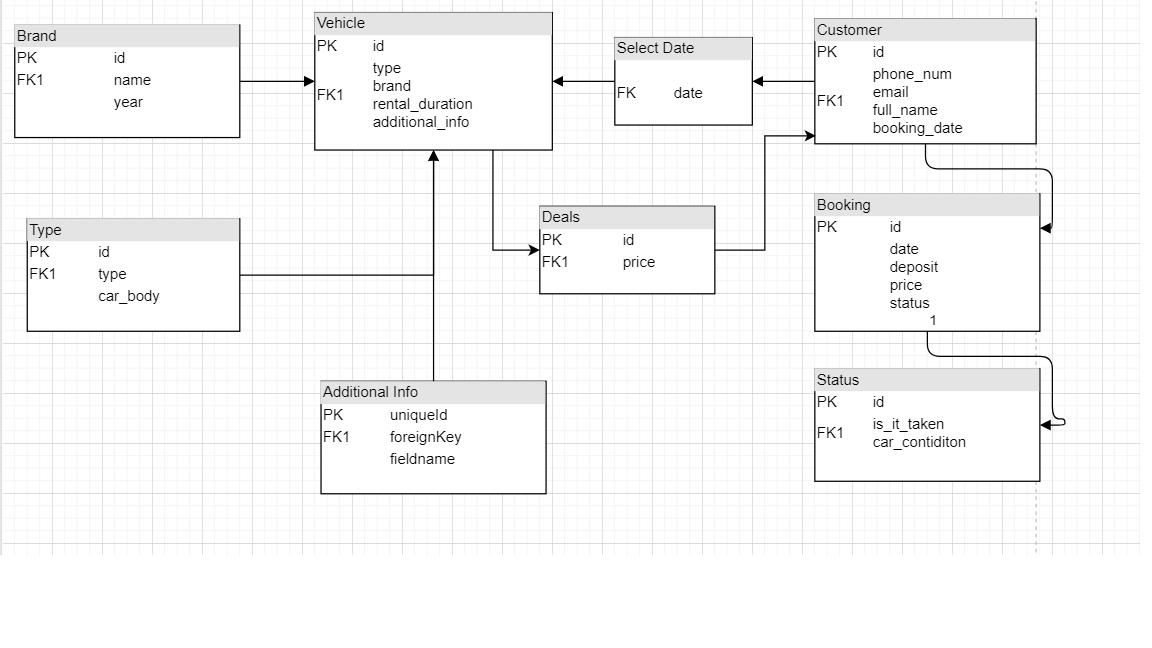 Brand
PK id
FK1 name
year
Vehicle
PK id
type
brand
FK1
rental_duration
additional_info
Select Date
FK date
Customer
PK id
phone_num
email
FK1
full_name
booking_date
Type
PK id
FK1 type
car_body
Deals
PK id
FK1 price
Booking
PK id
date
deposit
price
status
1
Additional Info
PK uniqueId
FK1 foreignKey
fieldname
Status
PK id
is_it_taken
FK1
car_contiditon